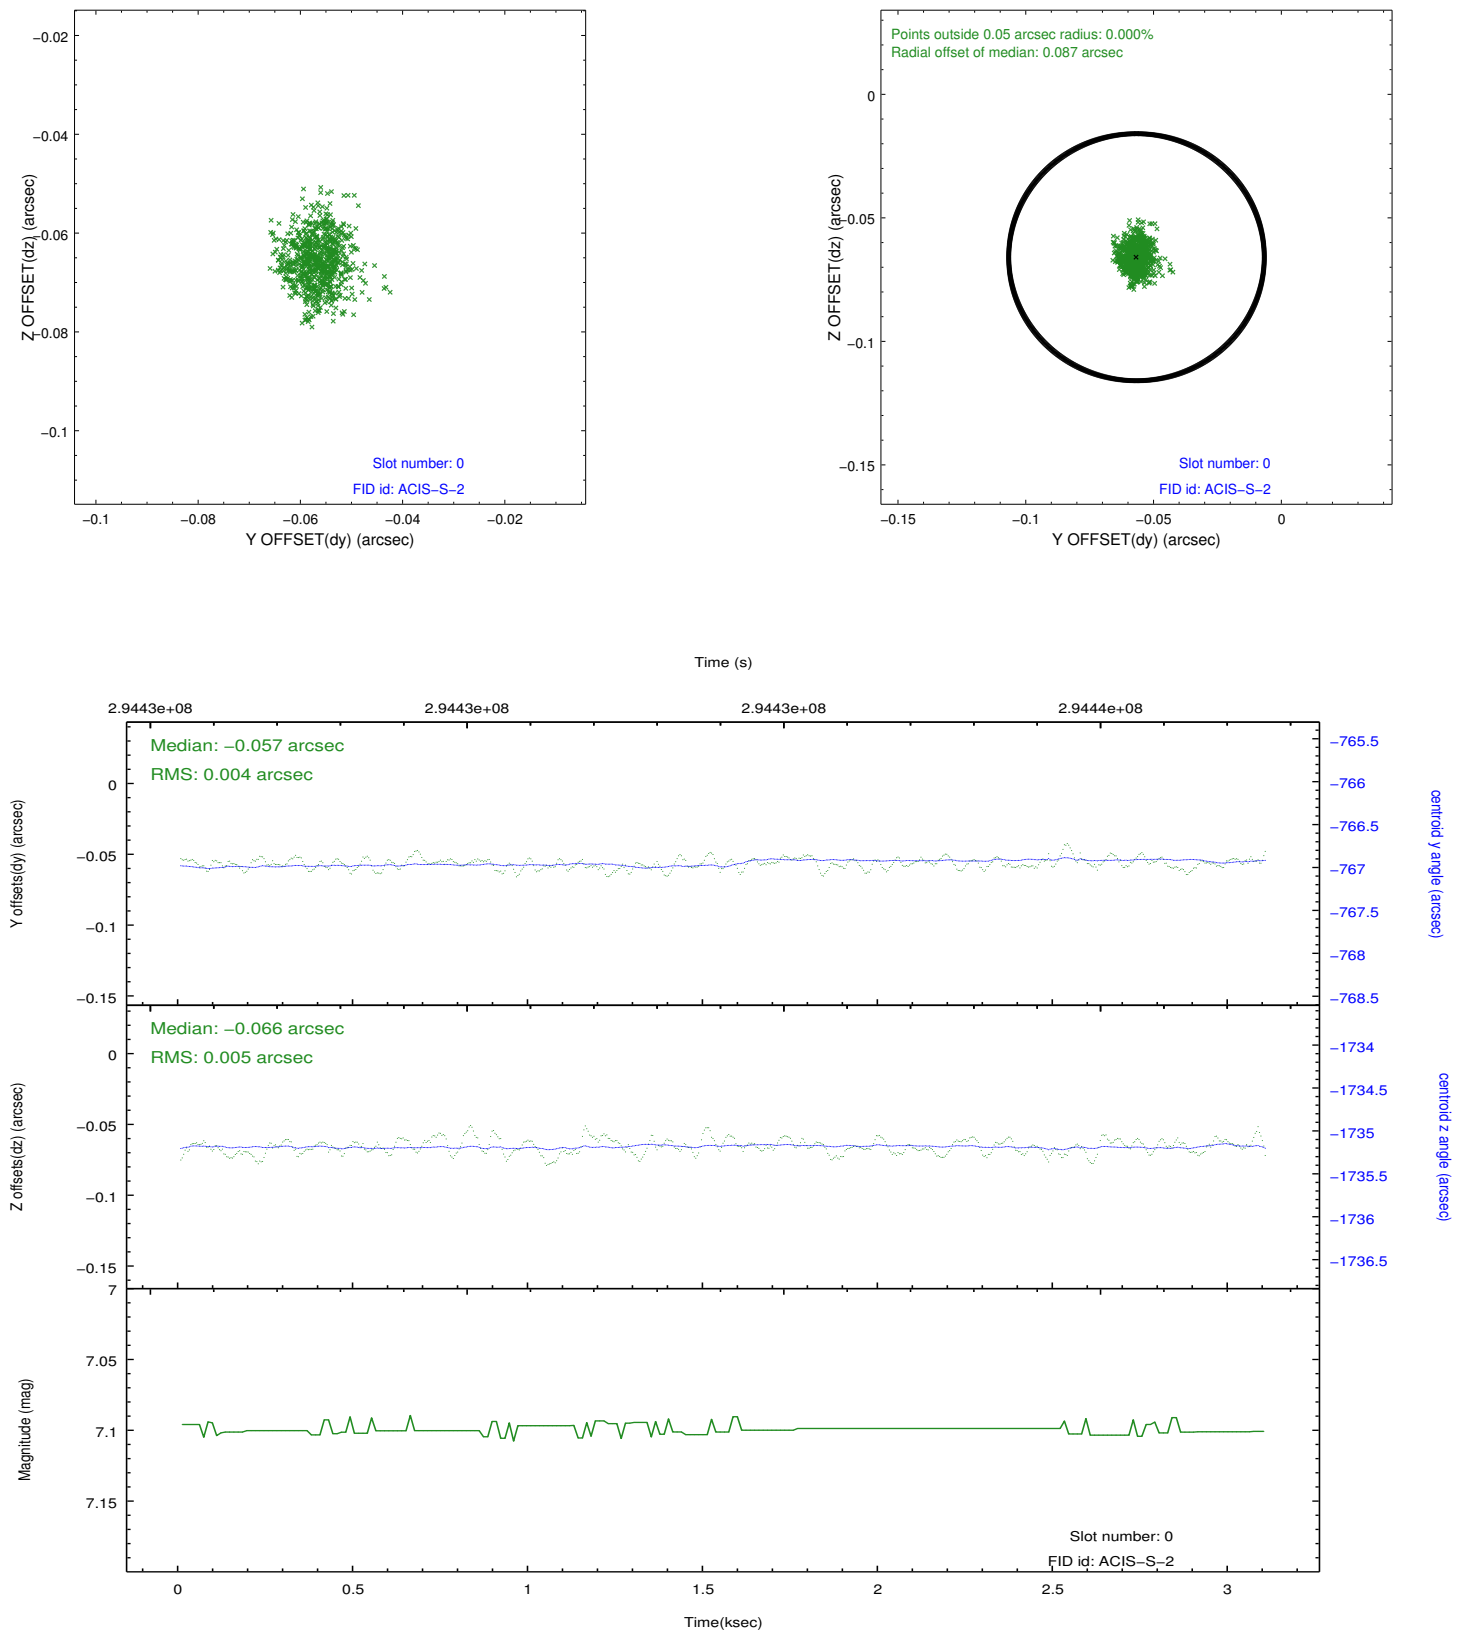 −0.02
−0.04
−0.06
−0.08
−0.1
Z OFFSET(dz) (arcsec)
Slot number: 0
FID id: ACIS−S−2
−0.1 −0.08 −0.06 −0.04 −0.02
Y OFFSET(dy) (arcsec)
Points outside 0.05 arcsec radius: 0.000%
Radial offset of median: 0.087 arcsec
0
−0.05
−0.1
−0.15
Z OFFSET(dz) (arcsec)
Slot number: 0
FID id: ACIS−S−2
−0.15 −0.1 −0.05 0
Y OFFSET(dy) (arcsec)
Time (s)
2.9443e+08 2.9443e+08 2.9443e+08 2.9444e+08
Median: −0.057 arcsec
RMS: 0.004 arcsec
0
−0.05
−0.1
−0.15
Y offsets(dy) (arcsec)
−765.5
−766
−766.5
−767
−767.5
−768
−768.5
centroid y angle (arcsec)
Median: −0.066 arcsec
RMS: 0.005 arcsec
0
−0.05
−0.1
−0.15
Z offsets(dz) (arcsec)
−1734
−1734.5
−1735
−1735.5
−1736
−1736.5
centroid z angle (arcsec)
7
7.05
7.1
7.15
Magnitude (mag)
Slot number: 0
FID id: ACIS−S−2
0 0.5 1 1.5 2 2.5 3
Time(ksec)